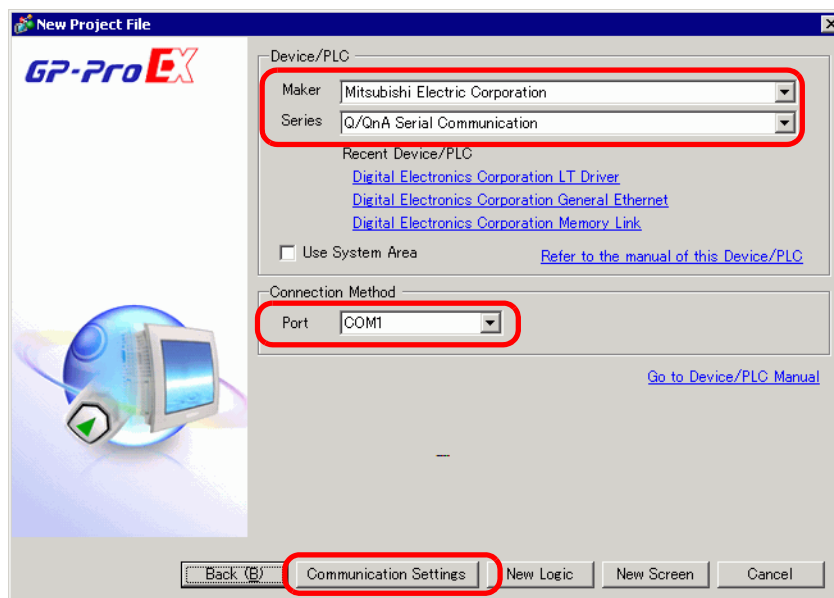 New Project File
GP-Pro EX
Device/PLC
Maker Mitsubishi Electric Corporation
Series Q/QnA Serial Communication
Recent Device/PLC
Digital Electronics Corporation LT Driver
Digital Electronics Corporation General Ethernet
Digital Electronics Corporation Memory Link
Use System Area Refer to the manual of this Device/PLC
Connection Method
Port COM1
Go to Device/PLC Manual
Back (B) Communication Settings New Logic New Screen Cancel